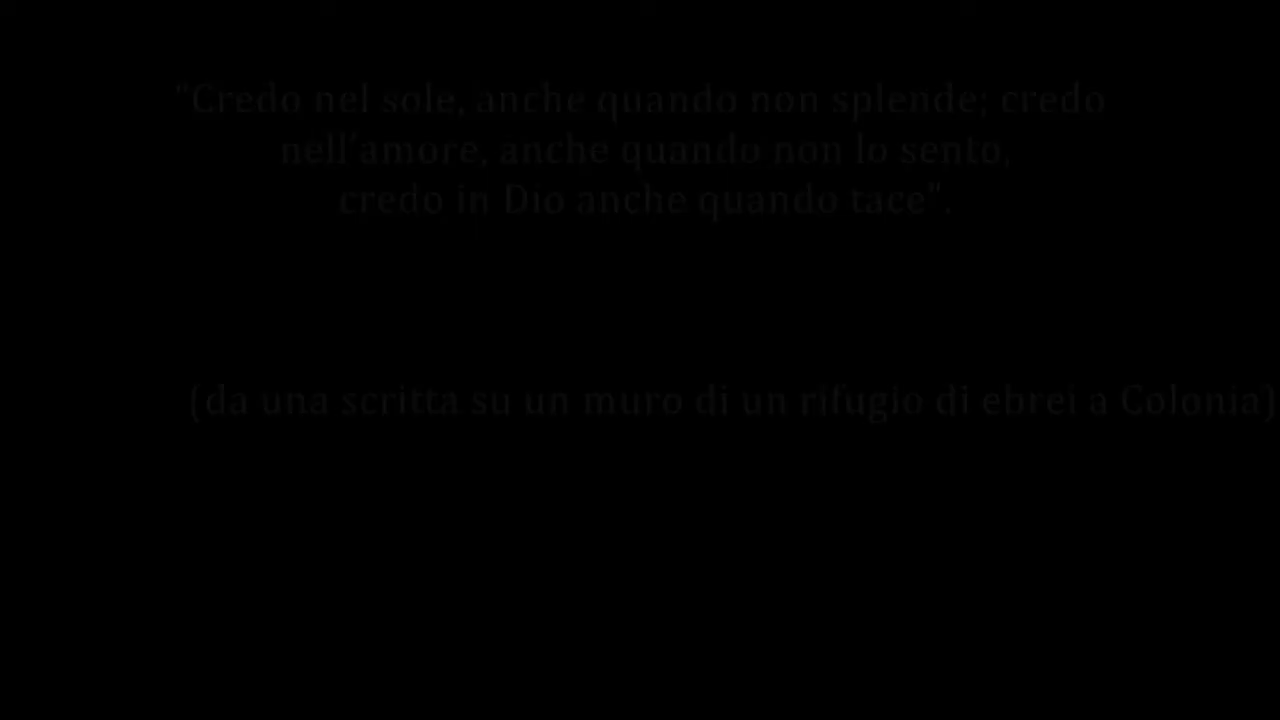 "Credo nel sole, anche quando non splende; credo
nell'amore, anche quando non lo sento,
credo in Dio anche quando tace".
(da una scritta su un muro di un rifugio di ebrei a Colonia)